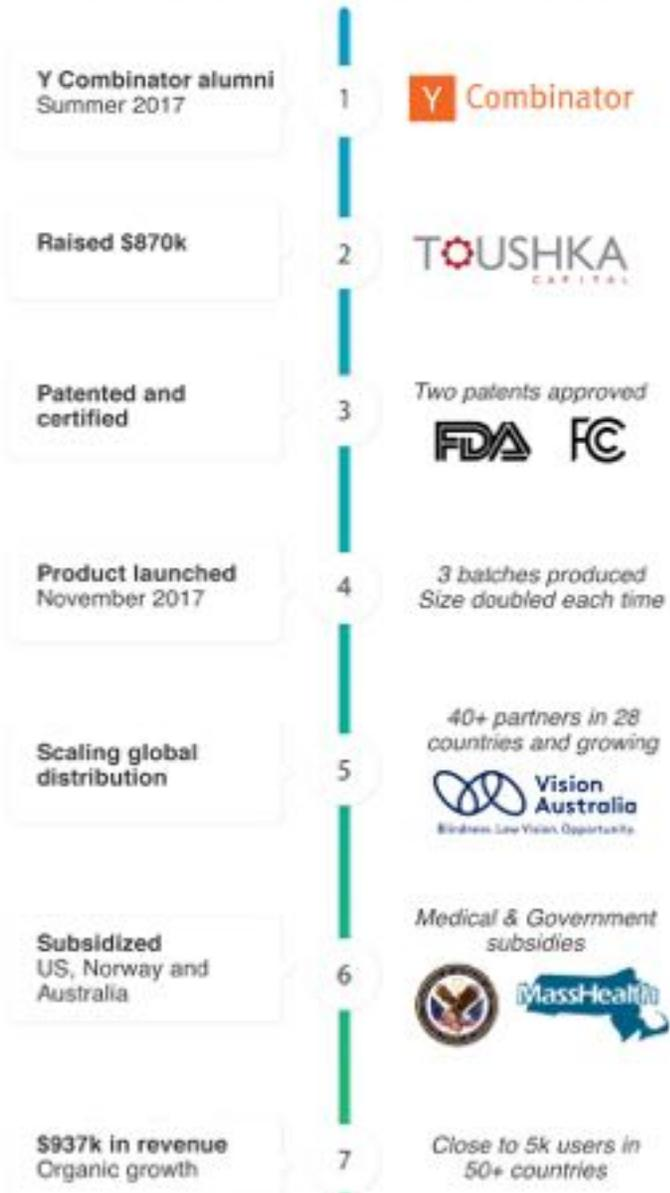 Y Combinator alumni
Summer 2017
1
Y Combinator
Raised $870k
2
TOUSHKA
CAPITAL
Patented and
certified
3
Two patents approved
FDA FC
Product launched
November 2017
4
3 batches produced
Size doubled each time
Scaling global
distribution
5
40+ partners in 28
countries and growing
Vision
Australia
Blindness. Low Vision. Opportunity.
Subsidized
US, Norway and
Australia
6
Medical & Government
subsidies
MassHealth
$937k in revenue
Organic growth
7
Close to 5k users in
50+ countries